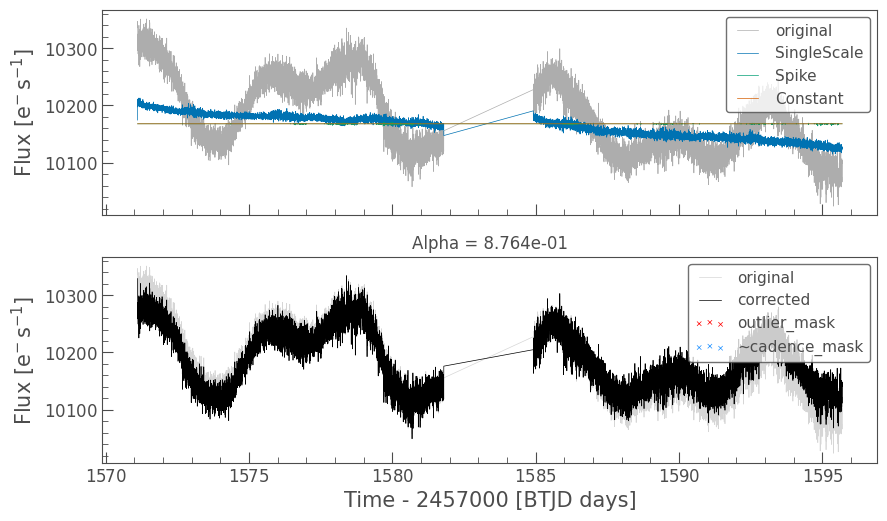 Flux [e⁻ s⁻¹]
10300
10200
10100
original
SingleScale
Spike
Constant
Alpha = 8.764e-01
Flux [e⁻ s⁻¹]
10300
10200
10100
original
corrected
outlier_mask
~cadence_mask
1570 1575 1580 1585 1590 1595
Time - 2457000 [BTJD days]